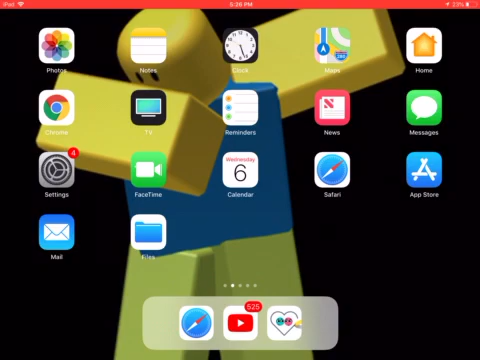 iPad
5:26 PM
23%
Photos
Notes
Clock
Maps
Home
Chrome
TV
Reminders
News
Messages
4
Settings
FaceTime
Wednesday
6
Calendar
Safari
App Store
Mail
Files
525